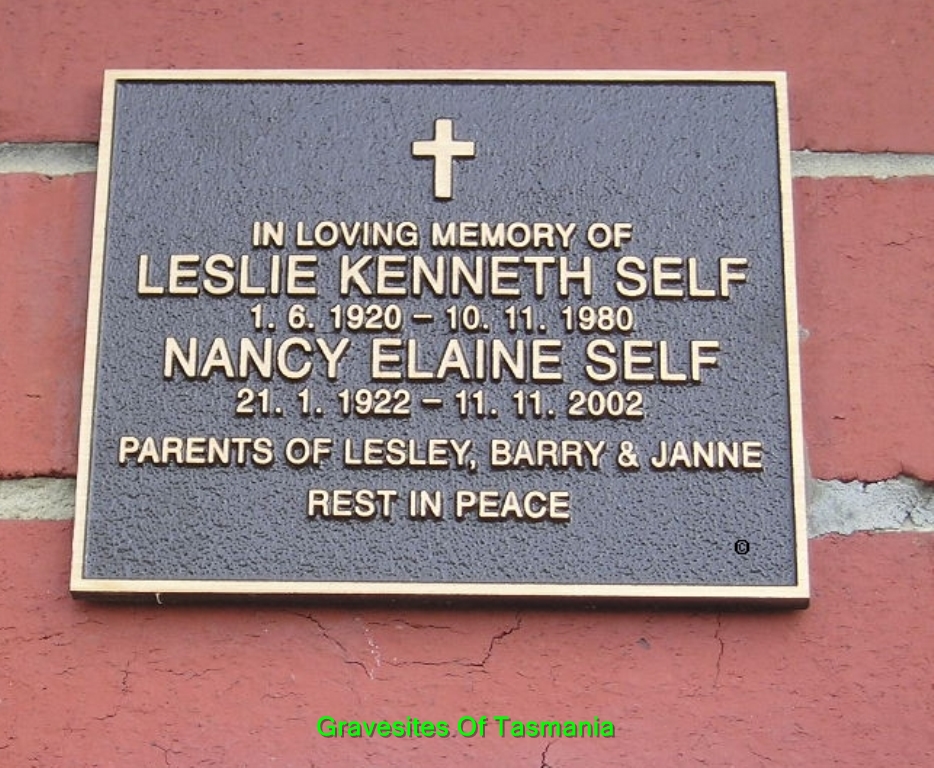 IN LOVING MEMORY OF
LESLIE KENNETH SELF
1. 6. 1920 – 10. 11. 1980
NANCY ELAINE SELF
21. 1. 1922 – 11. 11. 2002
PARENTS OF LESLEY, BARRY & JANNE
REST IN PEACE
©
Gravesites Of Tasmania